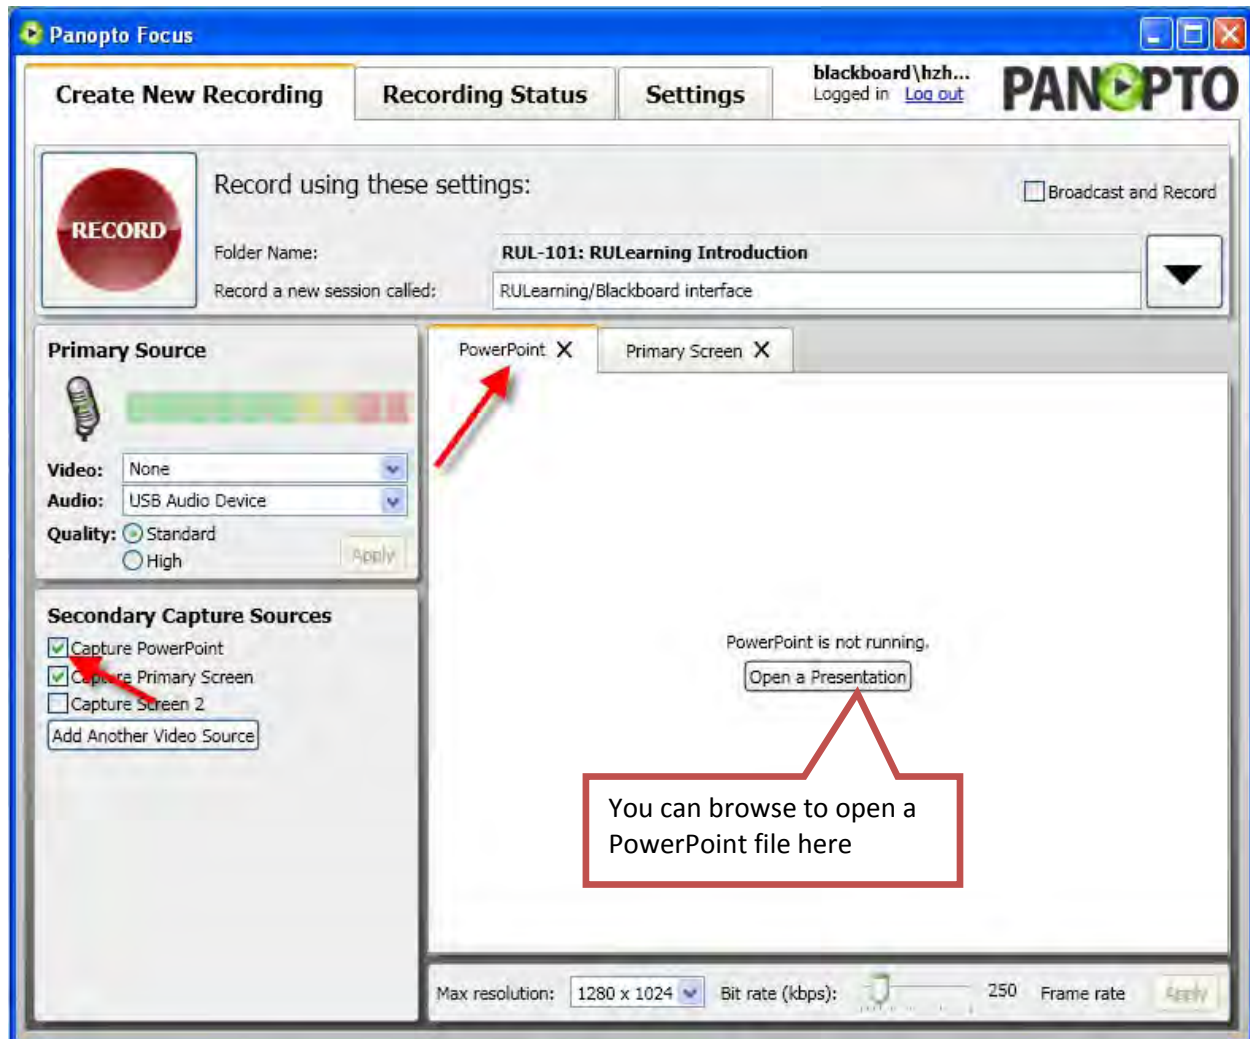 Panopto Focus
Create New Recording
Recording Status
Settings
blackboard\hzh...
Logged in Log out
PANOPTO
RECORD
Record using these settings:
Broadcast and Record
Folder Name:
RUL-101: RULearning Introduction
Record a new session called:
RULearning/Blackboard interface
Primary Source
Video: None
Audio: USB Audio Device
Quality: Standard
High
Apply
Secondary Capture Sources
Capture PowerPoint
Capture Primary Screen
Capture Screen 2
Add Another Video Source
PowerPoint X
Primary Screen X
PowerPoint is not running.
Open a Presentation
You can browse to open a
PowerPoint file here
Max resolution: 1280 x 1024 Bit rate (kbps): 250 Frame rate Apply